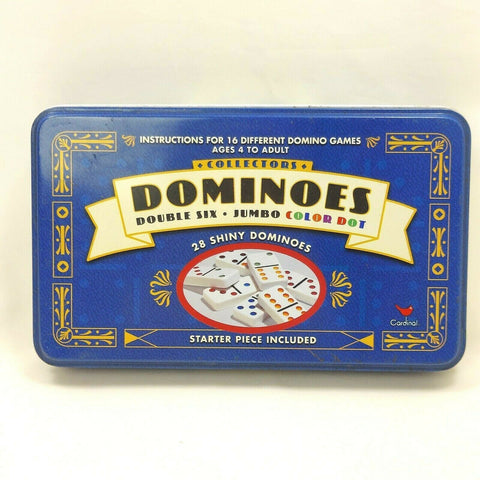 INSTRUCTIONS FOR 16 DIFFERENT DOMINO GAMES
AGES 4 TO ADULT
COLLECTORS
DOMINOES
DOUBLE SIX • JUMBO COLOR DOT
28 SHINY DOMINOES
Cardinal
STARTER PIECE INCLUDED